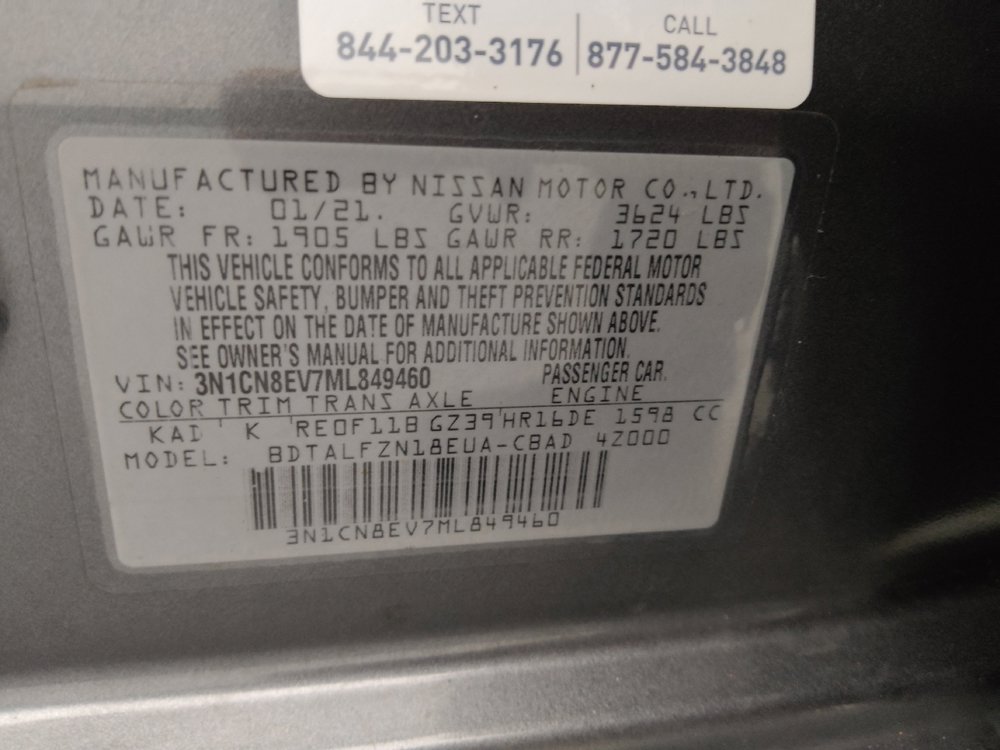 TEXT
844-203-3176
CALL
877-584-3848
MANUFACTURED BY NISSAN MOTOR CO.,LTD.
DATE: 01/21. GVWR: 3624 LBS
GAWR FR: 1905 LBS GAWR RR: 1720 LBS
THIS VEHICLE CONFORMS TO ALL APPLICABLE FEDERAL MOTOR
VEHICLE SAFETY, BUMPER AND THEFT PREVENTION STANDARDS
IN EFFECT ON THE DATE OF MANUFACTURE SHOWN ABOVE.
SEE OWNER'S MANUAL FOR ADDITIONAL INFORMATION.
VIN: 3N1CN8EV7ML849460 PASSENGER CAR.
COLOR TRIM TRANS AXLE ENGINE
KAD K RE0F11B GZ39 HR16DE 1598 CC
MODEL: BDTALFZN18EUA-CBAD 4Z000
3N1CN8EV7ML849460